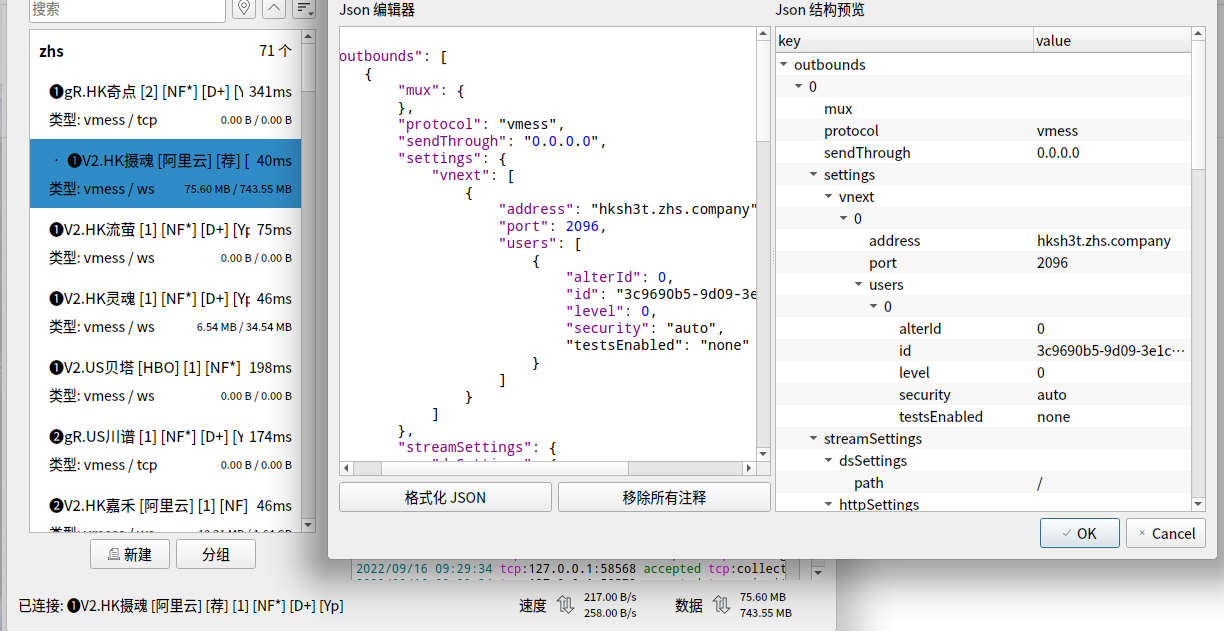 搜索
zhs 71 个
❶gR.HK奇点 [2] [NF*] [D+] [Y 341ms
类型: vmess / tcp 0.00 B / 0.00 B
· ❶V2.HK摄魂 [阿里云] [荐] [ 40ms
类型: vmess / ws 75.60 MB / 743.55 MB
❶V2.HK流萤 [1] [NF*] [D+] [Yp 75ms
类型: vmess / ws 0.00 B / 0.00 B
❶V2.HK灵魂 [1] [NF*] [D+] [Yp 46ms
类型: vmess / ws 6.54 MB / 34.54 MB
❶V2.US贝塔 [HBO] [1] [NF*] 198ms
类型: vmess / ws 0.00 B / 0.00 B
❷gR.US川谱 [1] [NF*] [D+] [Y 174ms
类型: vmess / tcp 0.00 B / 0.00 B
❷V2.HK嘉禾 [阿里云] [1] [NF] 46ms
新建
分组
Json 编辑器
outbounds": [
{
"mux": {
},
"protocol": "vmess",
"sendThrough": "0.0.0.0",
"settings": {
"vnext": [
{
"address": "hksh3t.zhs.company"
"port": 2096,
"users": [
{
"alterId": 0,
"id": "3c9690b5-9d09-3e
"level": 0,
"security": "auto",
"testsEnabled": "none"
}
]
}
]
},
"streamSettings": {
格式化 JSON
移除所有注释
Json 结构预览
key value
outbounds
0
mux
protocol vmess
sendThrough 0.0.0.0
settings
vnext
0
address hksh3t.zhs.company
port 2096
users
0
alterId 0
id 3c9690b5-9d09-3e1c…
level 0
security auto
testsEnabled none
streamSettings
dsSettings
path /
httpSettings
OK
Cancel
2022/09/16 09:29:34 tcp:127.0.0.1:58568 accepted tcp:collect
已连接: ❶V2.HK摄魂 [阿里云] [荐] [1] [NF*] [D+] [Yp]
速度 217.00 B/s
258.00 B/s
数据 75.60 MB
743.55 MB